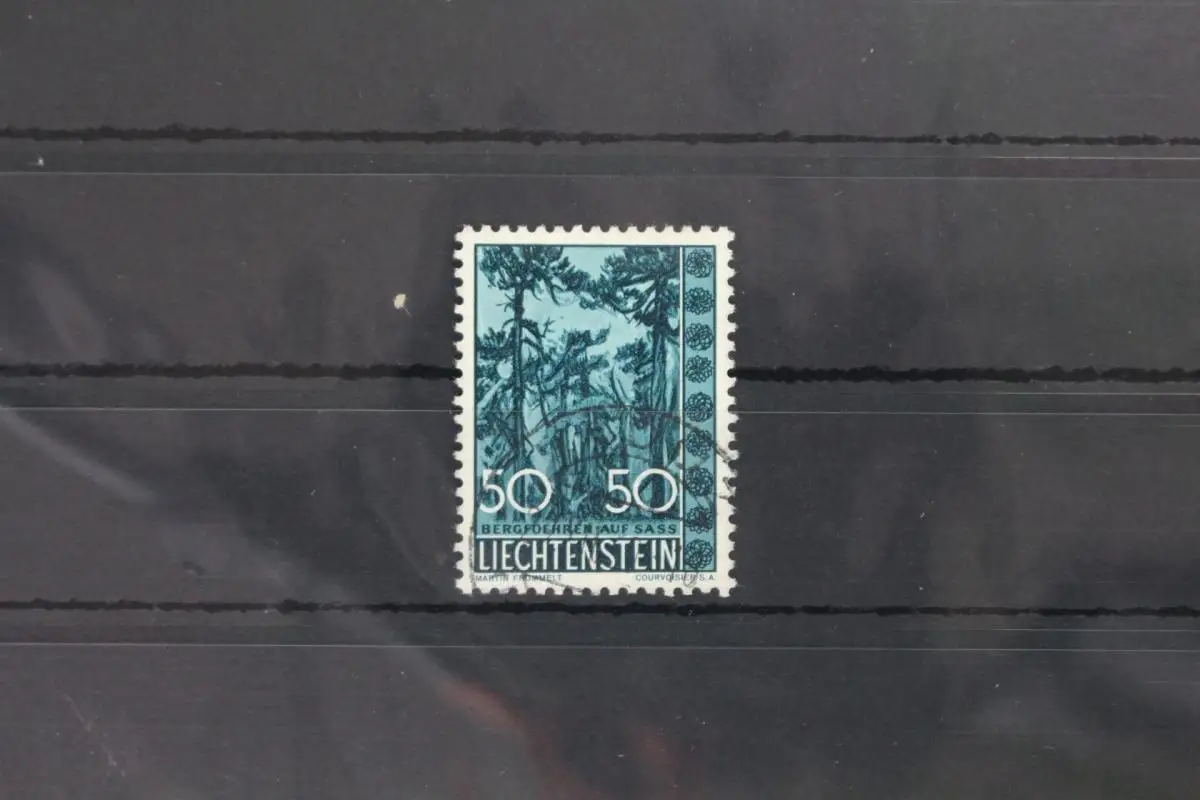 50 50
BERGFOEHREN AUF SASS
LIECHTENSTEIN
MARTIN FROMMELT COURVOISIER S.A.